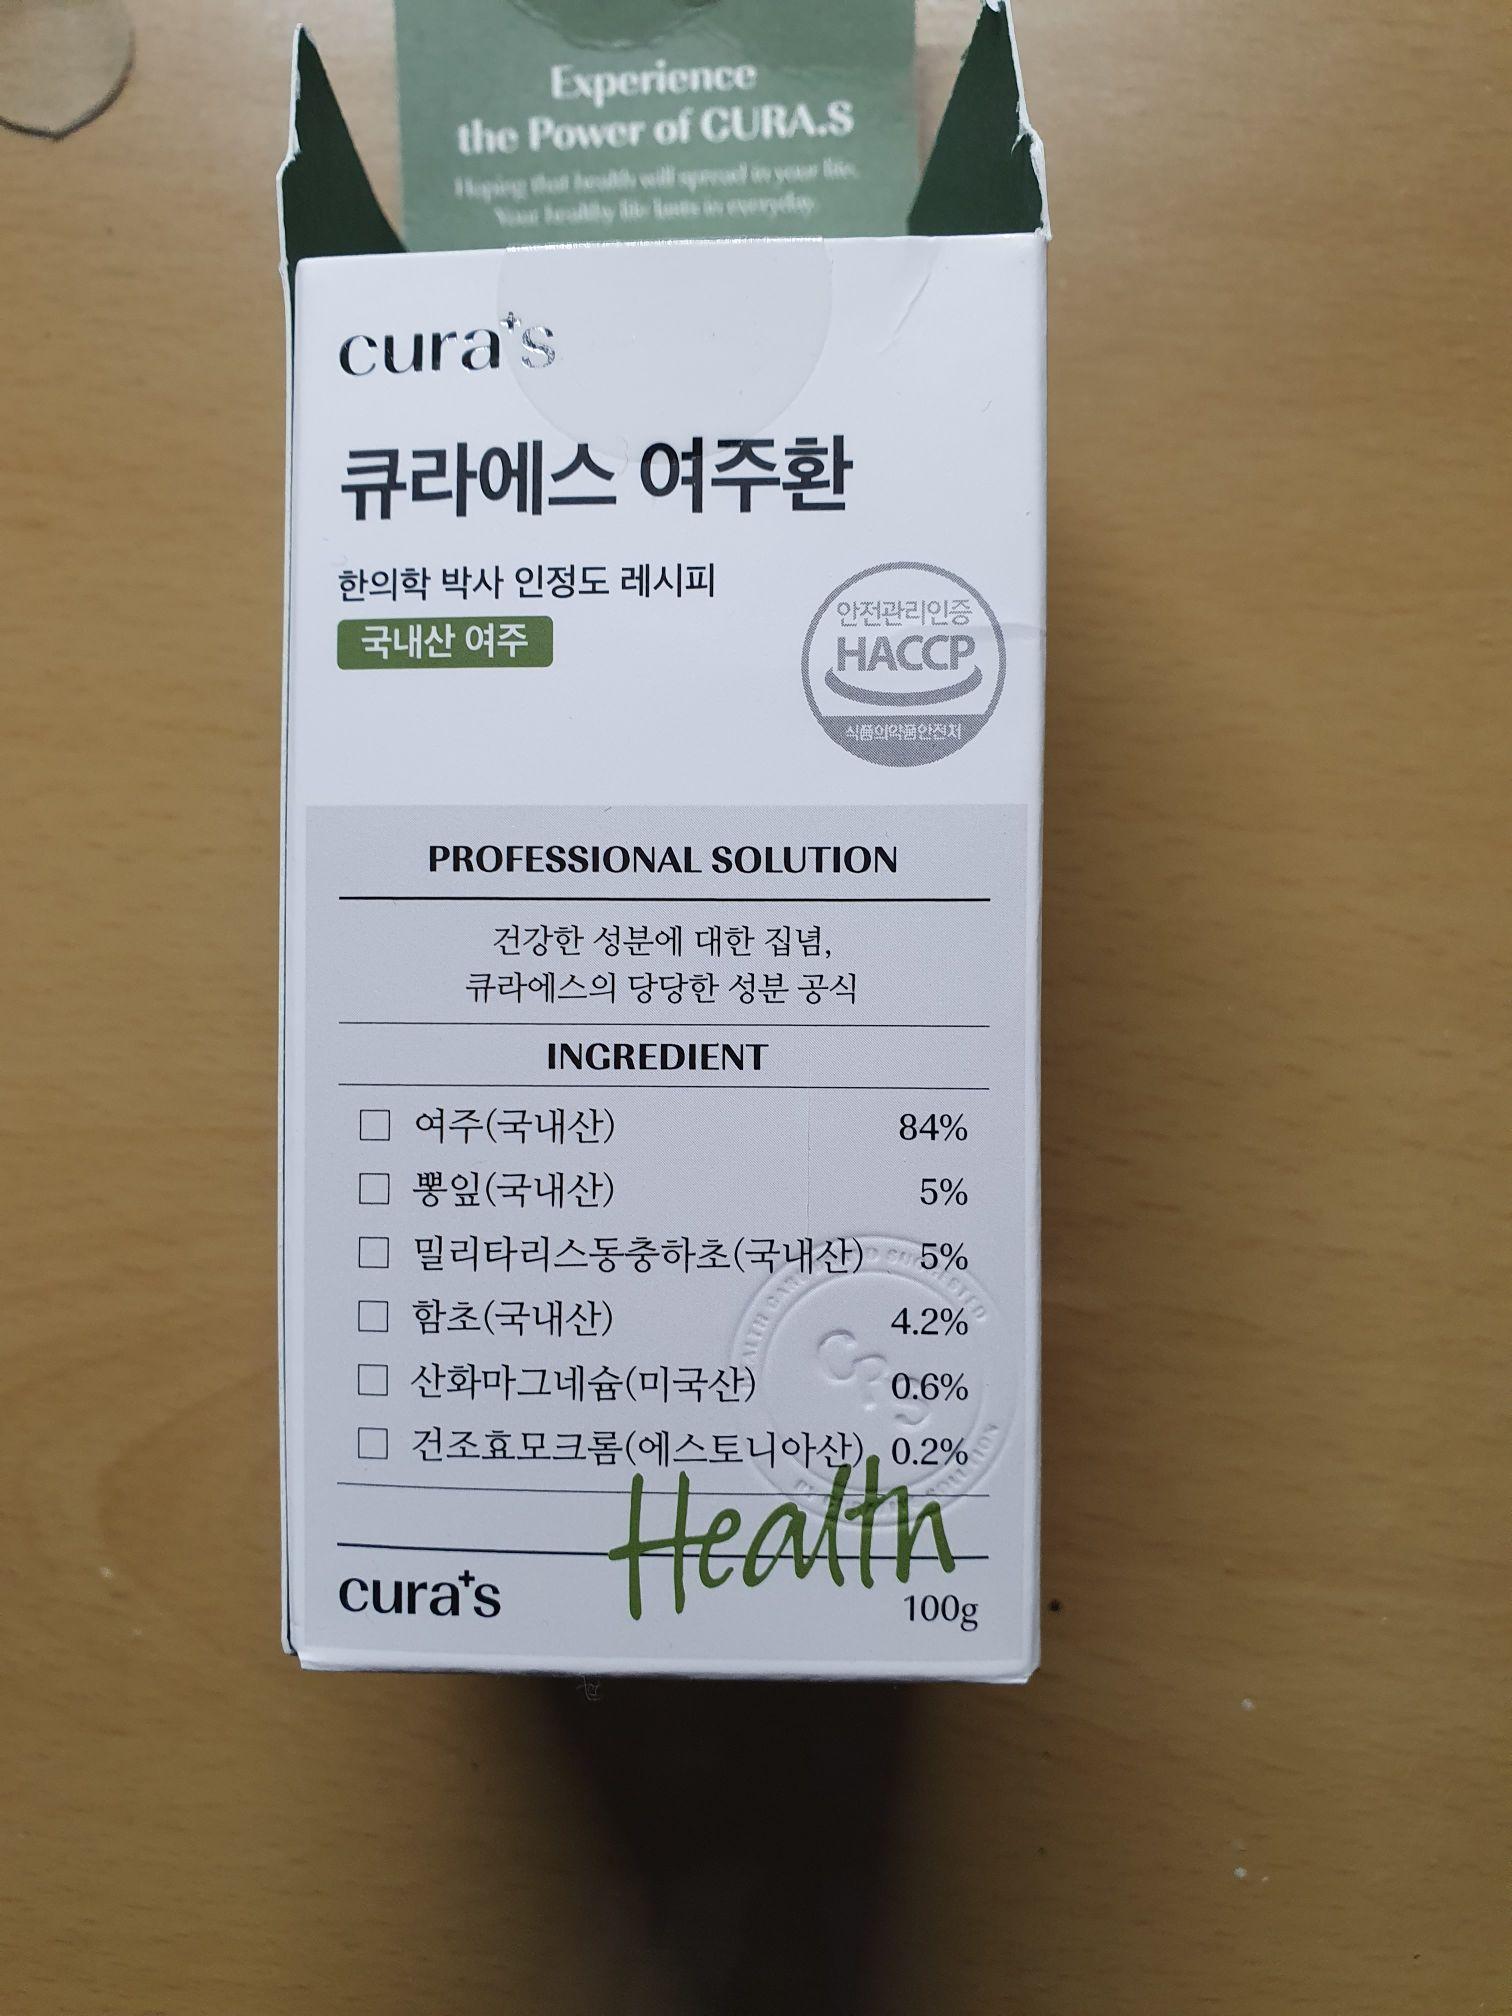 Experience
the Power of CURA.S
Hoping that health will spread in your life,
Your healthy life lasts in everyday
cura+s
큐라에스 여주환
한의학 박사 인정도 레시피
국내산 여주
안전관리인증
HACCP
식품의약품안전처
PROFESSIONAL SOLUTION
건강한 성분에 대한 집념,
큐라에스의 당당한 성분 공식
INGREDIENT
여주(국내산) 84%
뽕잎(국내산) 5%
밀리타리스동충하초(국내산) 5%
함초(국내산) 4.2%
산화마그네슘(미국산) 0.6%
건조효모크롬(에스토니아산) 0.2%
Health
cura+s
100g